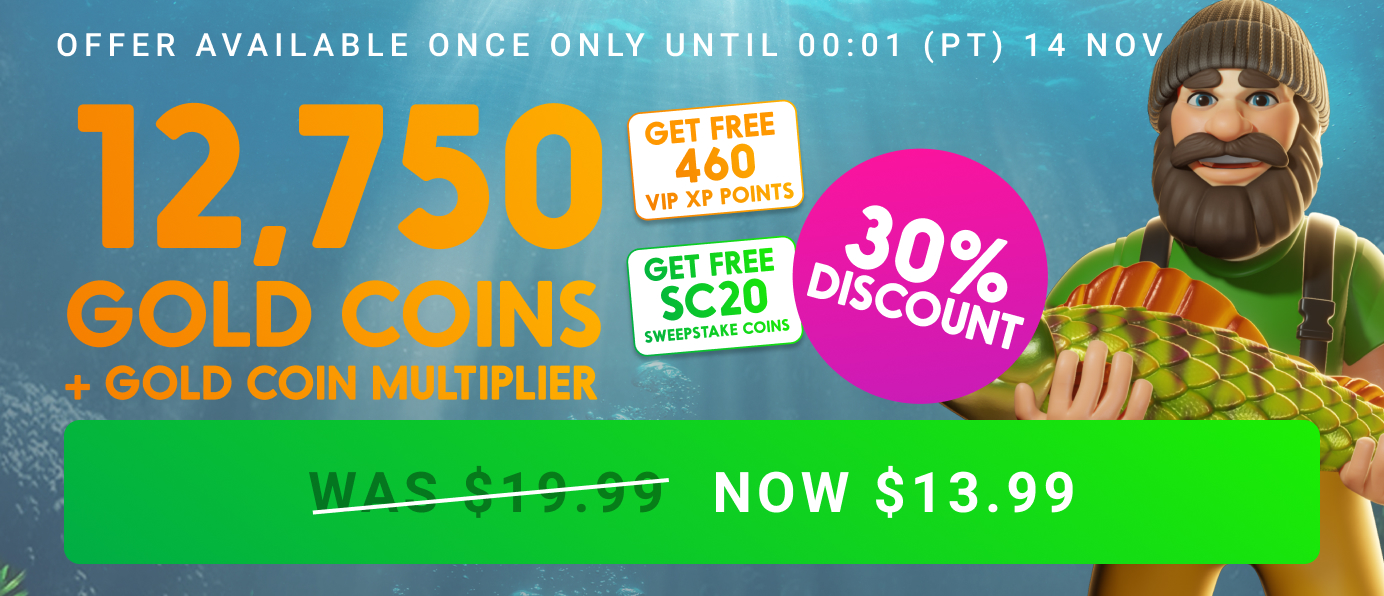 OFFER AVAILABLE ONCE ONLY UNTIL 00:01 (PT) 14 NOV
12,750
GOLD COINS
+ GOLD COIN MULTIPLIER
GET FREE
460
VIP XP POINTS
GET FREE
SC20
SWEEPSTAKE COINS
30%
DISCOUNT
WAS $19.99 NOW $13.99